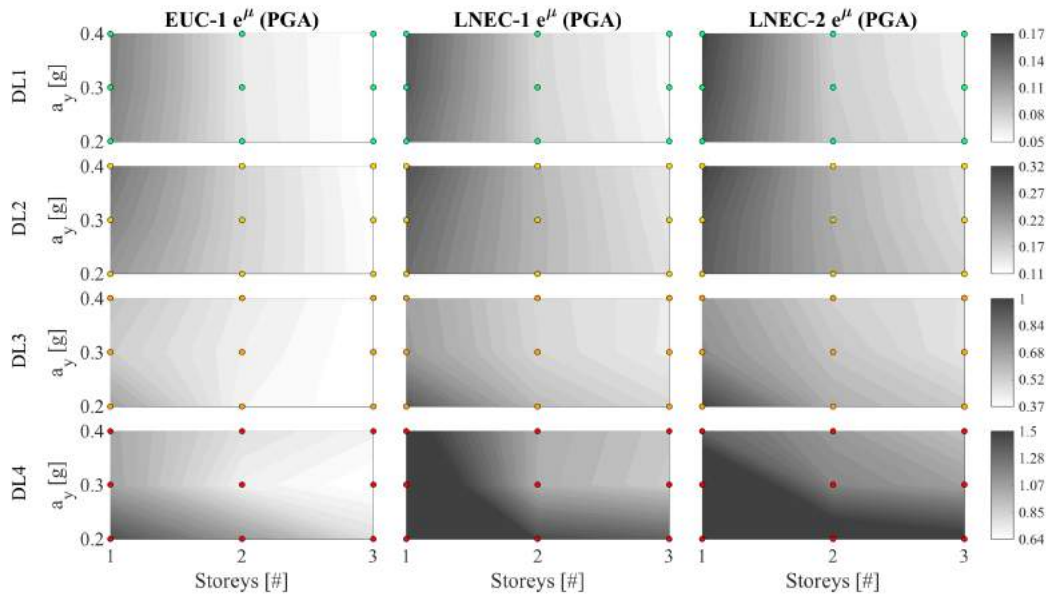 EUC-1 e^μ (PGA) LNEC-1 e^μ (PGA) LNEC-2 e^μ (PGA)
DL1 a_y [g] 0.4 0.3 0.2 0.17 0.14 0.11 0.08 0.05
DL2 a_y [g] 0.4 0.3 0.2 0.32 0.27 0.22 0.17 0.11
DL3 a_y [g] 0.4 0.3 0.2 1 0.84 0.68 0.52 0.37
DL4 a_y [g] 0.4 0.3 0.2 1.5 1.28 1.07 0.85 0.64
1 2 3 1 2 3 1 2 3
Storeys [#] Storeys [#] Storeys [#]